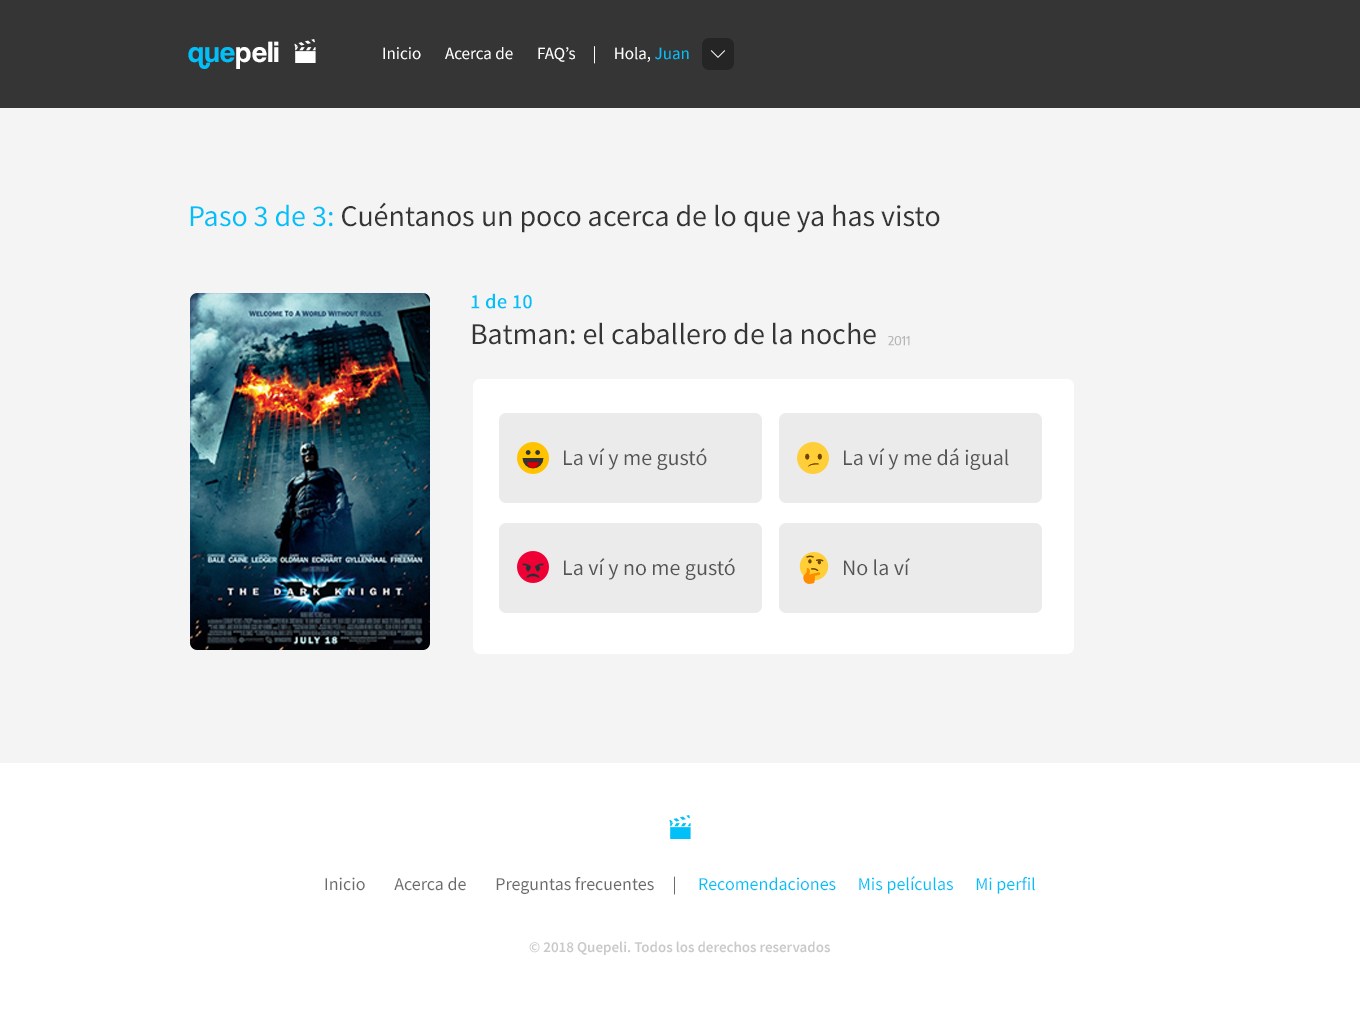 quepeli
Inicio Acerca de FAQ's | Hola, Juan
Paso 3 de 3: Cuéntanos un poco acerca de lo que ya has visto
WELCOME TO A WORLD WITHOUT RULES.
BALE CAINE LEDGER OLDMAN ECKHART GYLLENHAAL FREEMAN
THE DARK KNIGHT
JULY 18
1 de 10
Batman: el caballero de la noche 2011
La ví y me gustó
La ví y me dá igual
La ví y no me gustó
No la ví
Inicio Acerca de Preguntas frecuentes | Recomendaciones Mis películas Mi perfil
© 2018 Quepeli. Todos los derechos reservados